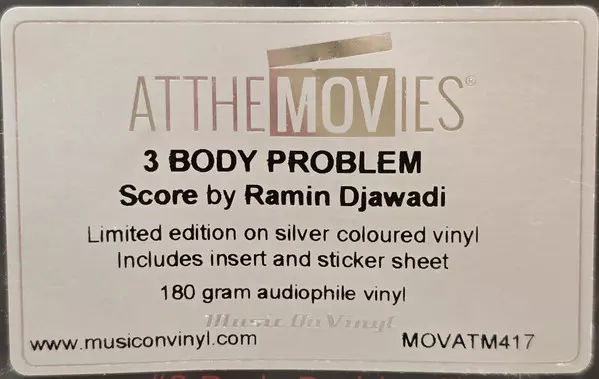 ATTHEMOVIES®
3 BODY PROBLEM
Score by Ramin Djawadi
Limited edition on silver coloured vinyl
Includes insert and sticker sheet
180 gram audiophile vinyl
Music On Vinyl
www.musiconvinyl.com MOVATM417